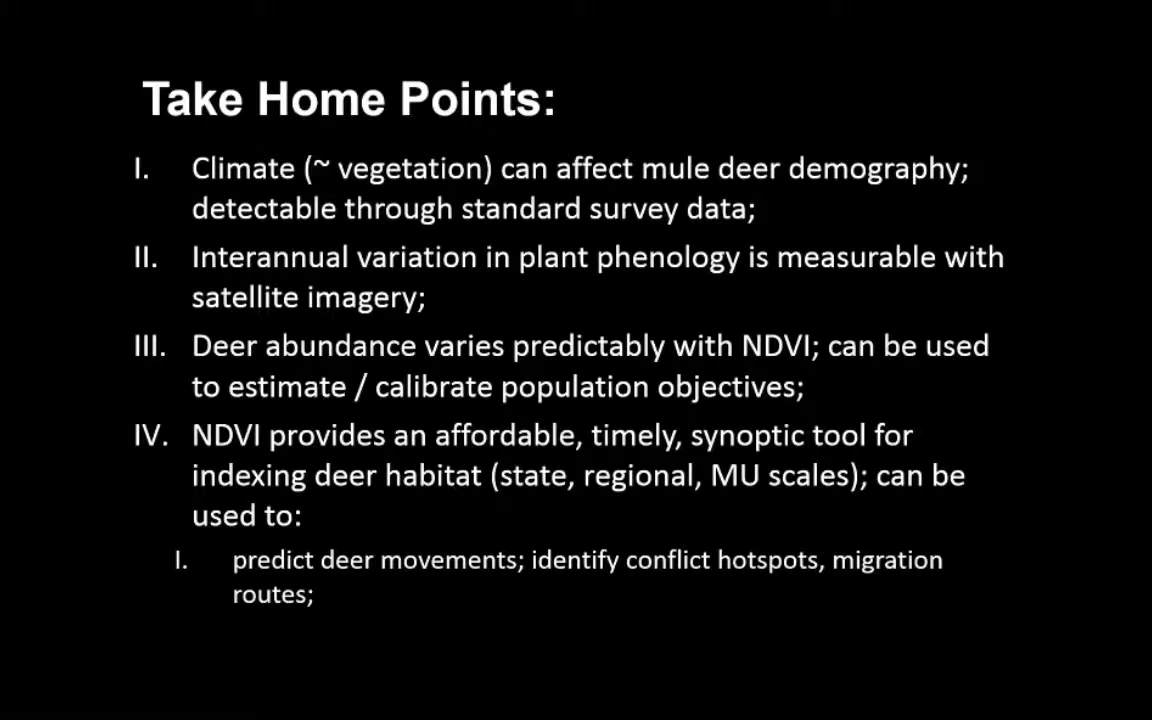 Take Home Points:
I. Climate (~ vegetation) can affect mule deer demography;
detectable through standard survey data;
II. Interannual variation in plant phenology is measurable with
satellite imagery;
III. Deer abundance varies predictably with NDVI; can be used
to estimate / calibrate population objectives;
IV. NDVI provides an affordable, timely, synoptic tool for
indexing deer habitat (state, regional, MU scales); can be
used to:
I. predict deer movements; identify conflict hotspots, migration
routes;